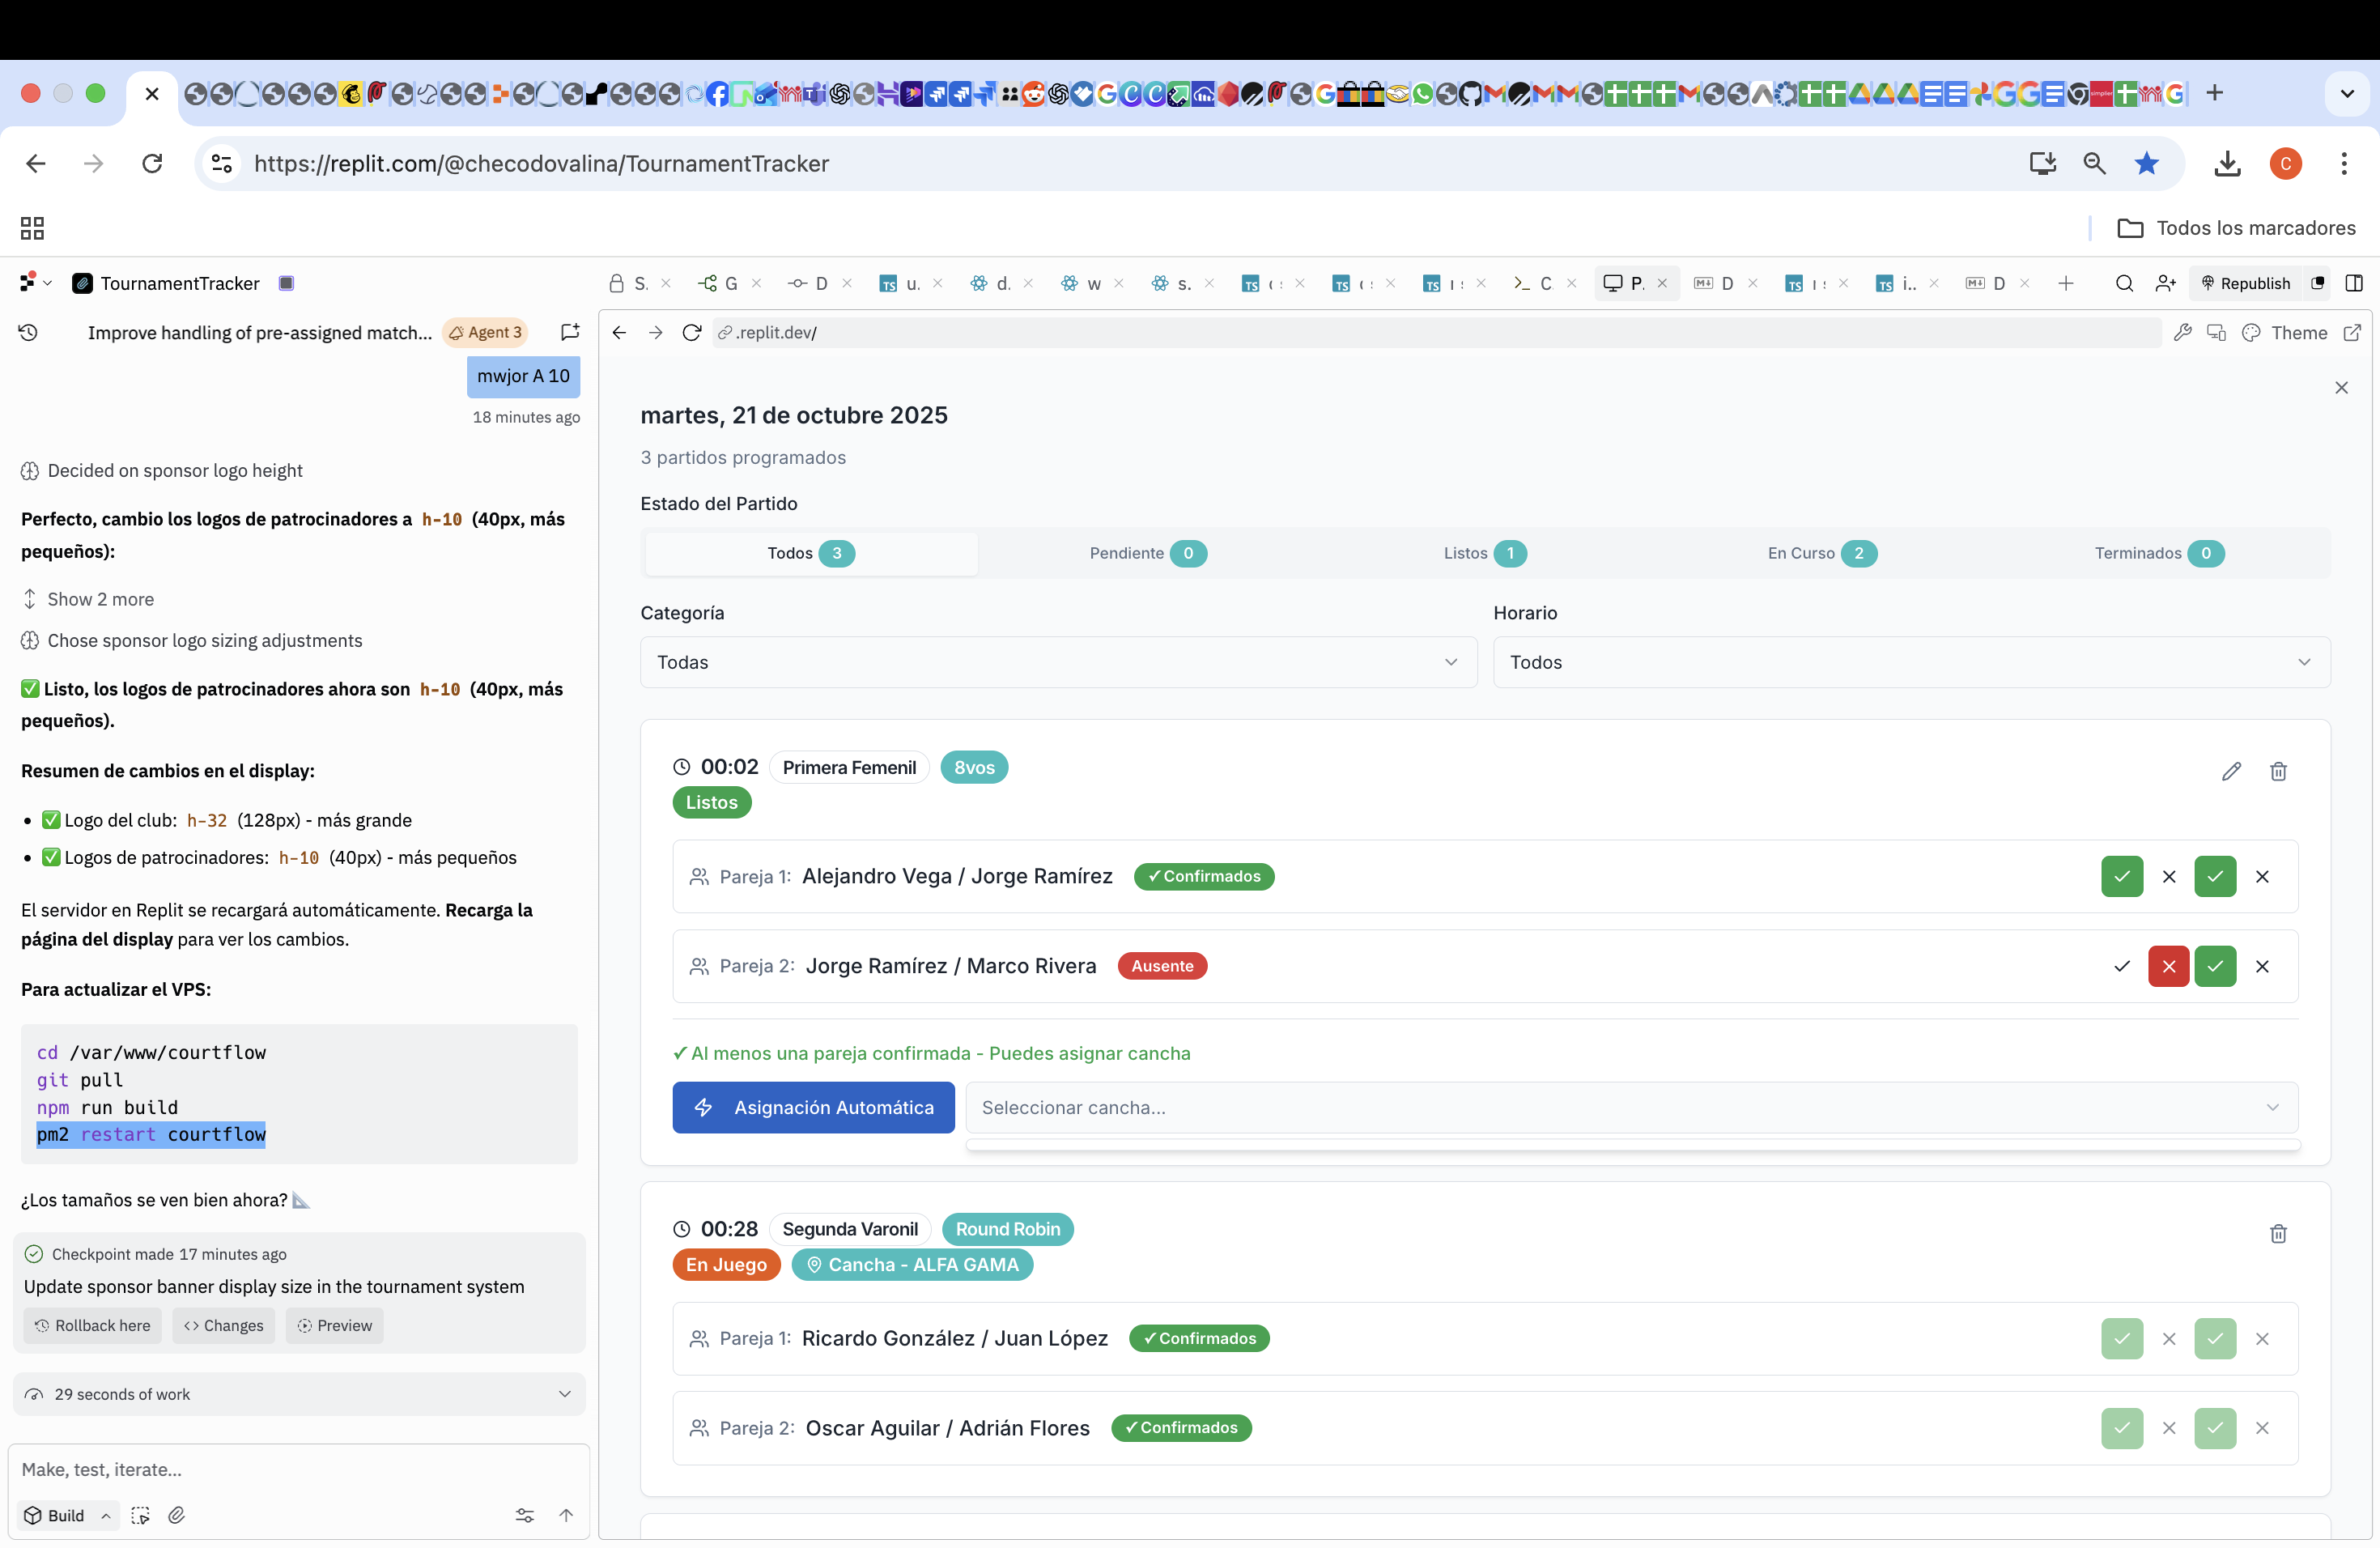 https://replit.com/@checodovalina/TournamentTracker
C
Todos los marcadores
TournamentTracker
S.
G
D
TS u.
d.
w
s.
TS
TS
TS
C
P.
D
TS
TS i..
D
Republish
Improve handling of pre-assigned match...
Agent 3
.replit.dev/
Theme
mwjor A 10
18 minutes ago
Decided on sponsor logo height
Perfecto, cambio los logos de patrocinadores a h-10 (40px, más
pequeños):
Show 2 more
Chose sponsor logo sizing adjustments
✅ Listo, los logos de patrocinadores ahora son h-10 (40px, más
pequeños).
Resumen de cambios en el display:
• ✅ Logo del club: h-32 (128px) - más grande
• ✅ Logos de patrocinadores: h-10 (40px) - más pequeños
El servidor en Replit se recargará automáticamente. Recarga la
página del display para ver los cambios.
Para actualizar el VPS:
cd /var/www/courtflow
git pull
npm run build
pm2 restart courtflow
¿Los tamaños se ven bien ahora? 📐
Checkpoint made 17 minutes ago
Update sponsor banner display size in the tournament system
Rollback here
Changes
Preview
29 seconds of work
Make, test, iterate...
Build
martes, 21 de octubre 2025
3 partidos programados
Estado del Partido
Todos 3
Pendiente 0
Listos 1
En Curso 2
Terminados 0
Categoría
Horario
Todas
Todos
00:02 Primera Femenil 8vos
Listos
Pareja 1: Alejandro Vega / Jorge Ramírez ✓ Confirmados
Pareja 2: Jorge Ramírez / Marco Rivera Ausente
✓ Al menos una pareja confirmada - Puedes asignar cancha
Asignación Automática
Seleccionar cancha...
00:28 Segunda Varonil Round Robin
En Juego Cancha - ALFA GAMA
Pareja 1: Ricardo González / Juan López ✓ Confirmados
Pareja 2: Oscar Aguilar / Adrián Flores ✓ Confirmados